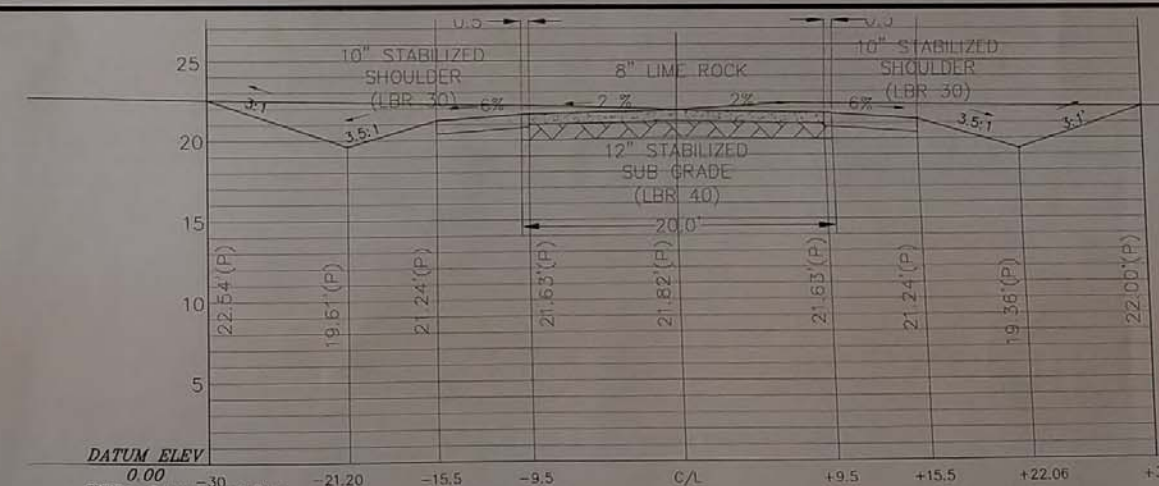 25
10" STABILIZED
SHOULDER
(LBR 30)
8" LIME ROCK
10" STABILIZED
SHOULDER
(LBR 30)
3:1
3.5:1
6%
2 %
2%
6%
3.5:1
3:1
20
12" STABILIZED
SUB GRADE
(LBR 40)
15
20.0'
10
22.54'(P)
19.61'(P)
21.24'(P)
21.63'(P)
21.82'(P)
21.63'(P)
21.24'(P)
19.36'(P)
22.00'(P)
5
DATUM ELEV
0.00
-30
-21.20
-15.5
-9.5
C/L
+9.5
+15.5
+22.06